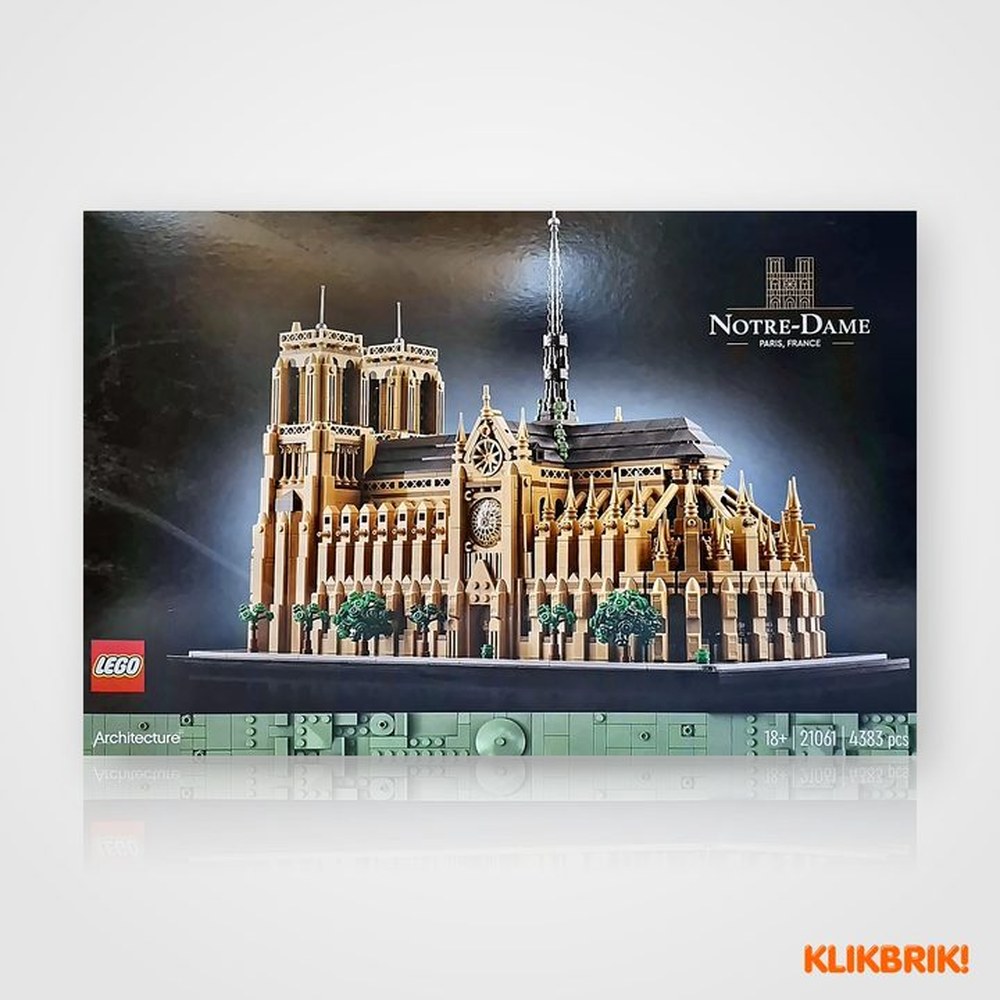 NOTRE-DAME
PARIS, FRANCE
LEGO
Architecture
18+ 21061 4383 pcs
KLIKBRIK!